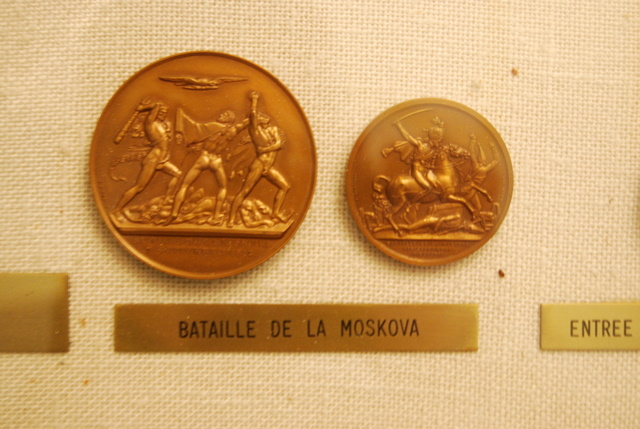 BATAILLE DE LA MOSKOVA
ENTREE